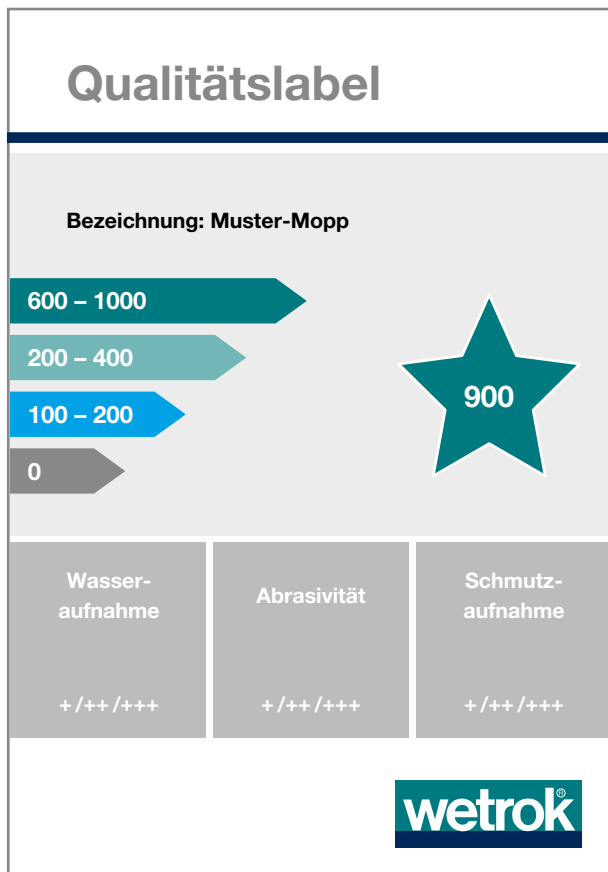 Qualitätslabel
Bezeichnung: Muster-Mopp
600 – 1000
200 – 400
100 – 200
0
900
Wasser-
aufnahme
+/++/+++
Abrasivität
+/++/+++
Schmutz-
aufnahme
+/++/+++
wetrok®